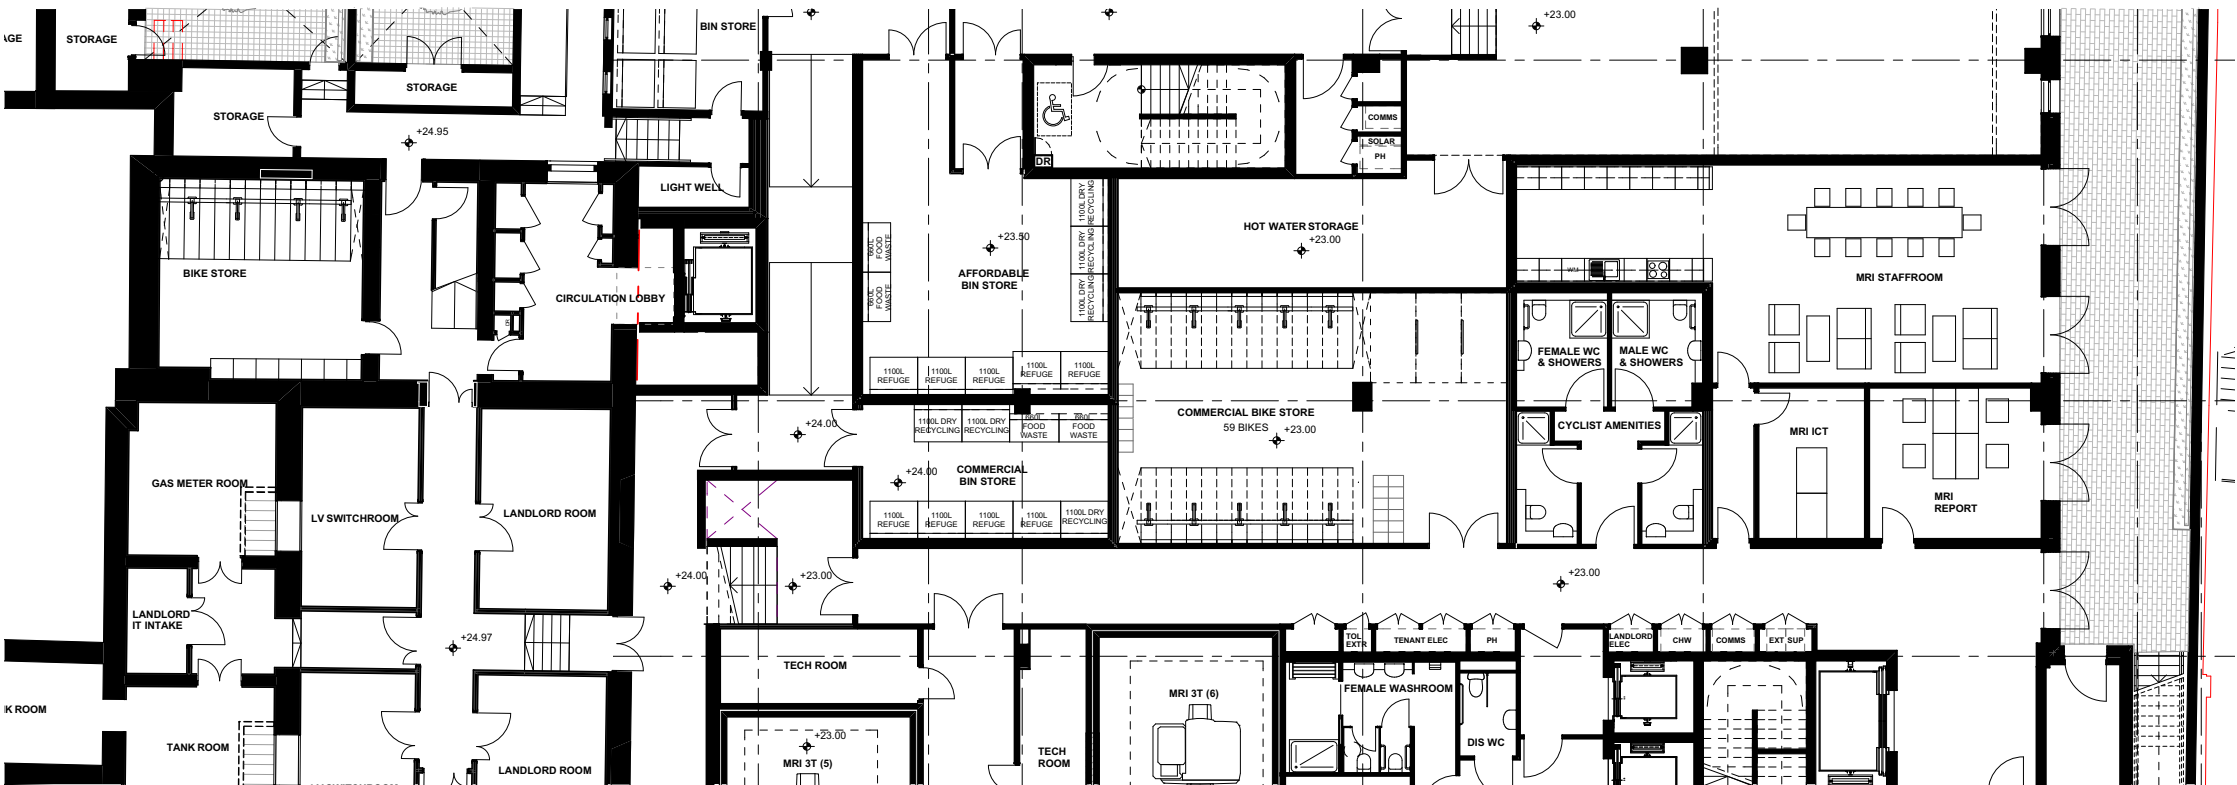 AGE
STORAGE
BIN STORE
+23.00
STORAGE
STORAGE
+24.95
COMMS
SOLAR
PH
DR
LIGHT WELL
1100L DRY
RECYCLING
1100L DRY
RECYCLING
1100L DRY
RECYCLING
660L
FOOD
WASTE
660L
FOOD
WASTE
+23.50
AFFORDABLE
BIN STORE
HOT WATER STORAGE
+23.00
BIKE STORE
CIRCULATION LOBBY
MRI STAFFROOM
FEMALE WC
& SHOWERS
MALE WC
& SHOWERS
1100L
REFUGE
1100L
REFUGE
1100L
REFUGE
1100L
REFUGE
1100L
REFUGE
+24.00
1100L DRY
RECYCLING
1100L DRY
RECYCLING
660L
FOOD
WASTE
660L
FOOD
WASTE
COMMERCIAL BIKE STORE
59 BIKES
+23.00
CYCLIST AMENITIES
MRI ICT
MRI
REPORT
GAS METER ROOM
LV SWITCHROOM
LANDLORD ROOM
+24.00
COMMERCIAL
BIN STORE
1100L
REFUGE
1100L
REFUGE
1100L
REFUGE
1100L
REFUGE
1100L DRY
RECYCLING
+24.00
+23.00
+23.00
LANDLORD
IT INTAKE
+24.97
TOL
EXTR
TENANT ELEC
PH
LANDLORD
ELEC
CHW
COMMS
EXT SUP
TECH ROOM
MRI 3T (6)
FEMALE WASHROOM
DIS WC
K ROOM
TANK ROOM
LANDLORD ROOM
+23.00
MRI 3T (5)
TECH
ROOM